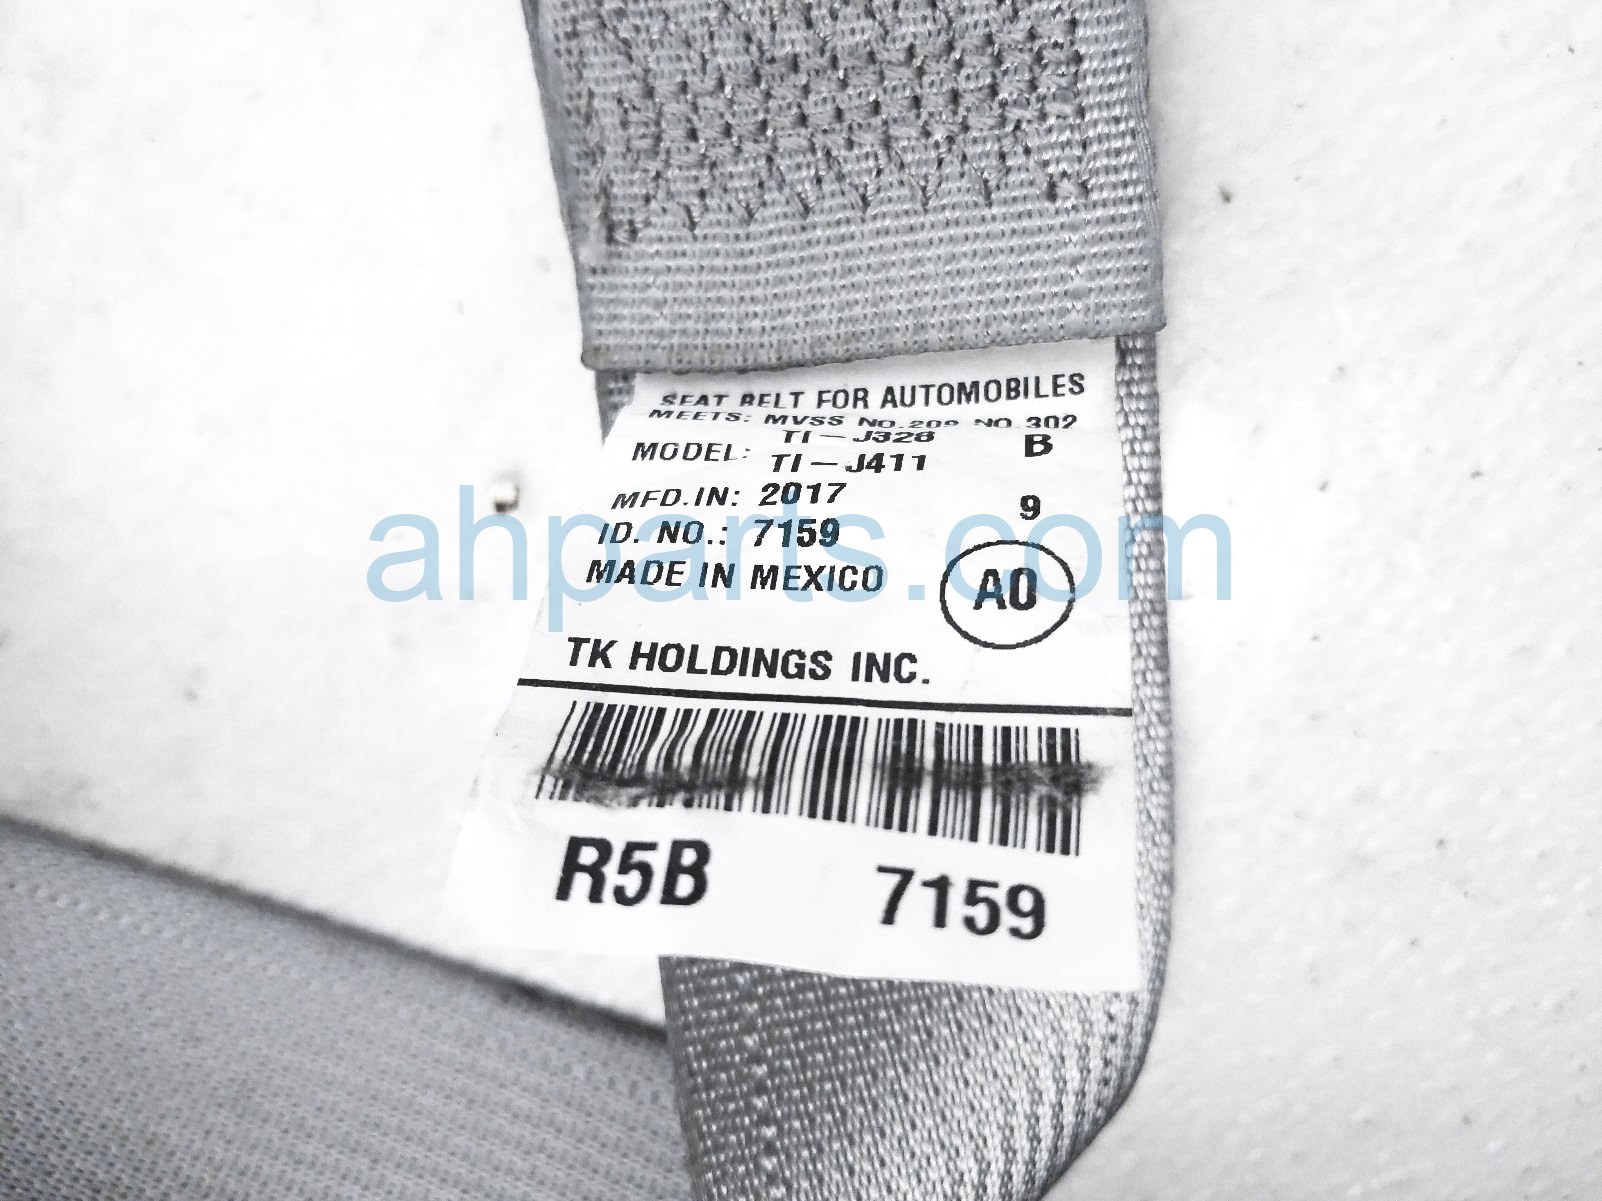 SEAT BELT FOR AUTOMOBILES
MEETS: MVSS NO.209 NO 302
MODEL: TI-J328 B
TI-J411
MFD.IN: 2017 9
ID. NO.: 7159
MADE IN MEXICO A0
TK HOLDINGS INC.
R5B 7159
ahparts.com